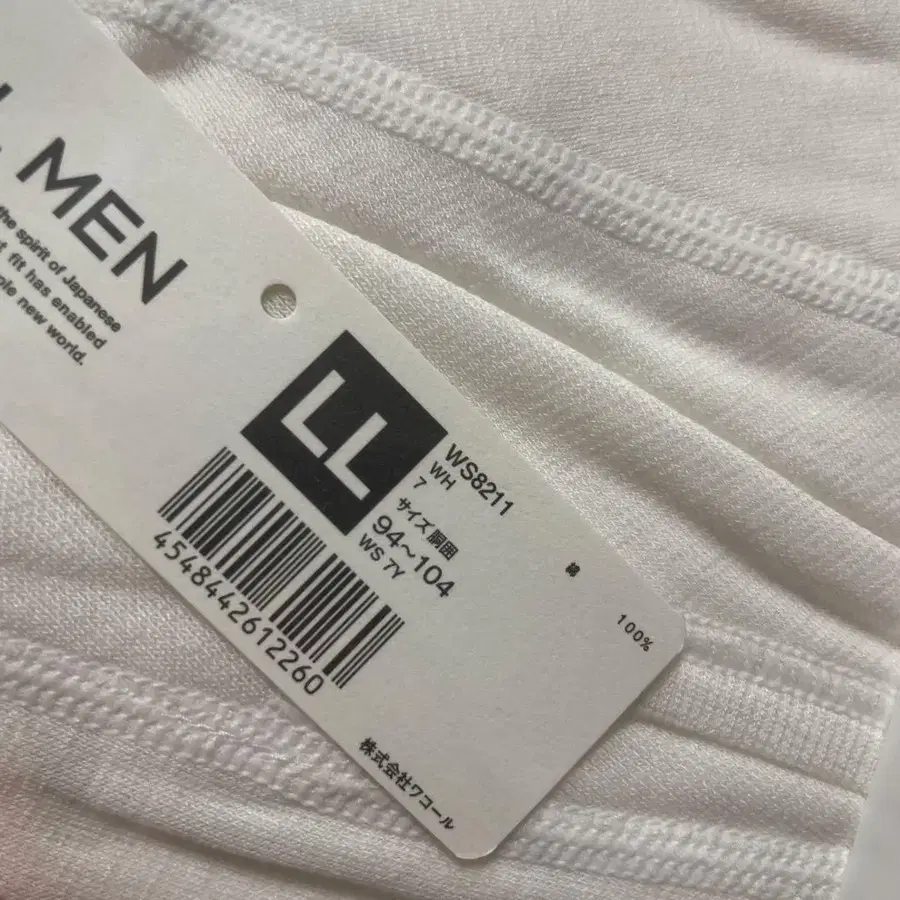 MEN
the spirit of Japanese
fit has enabled
new world.
LL
WS8211
WH
7
サイズ 胴囲
94~104
WS 7Y
綿
100%
4548442612260
株式会社ワコール